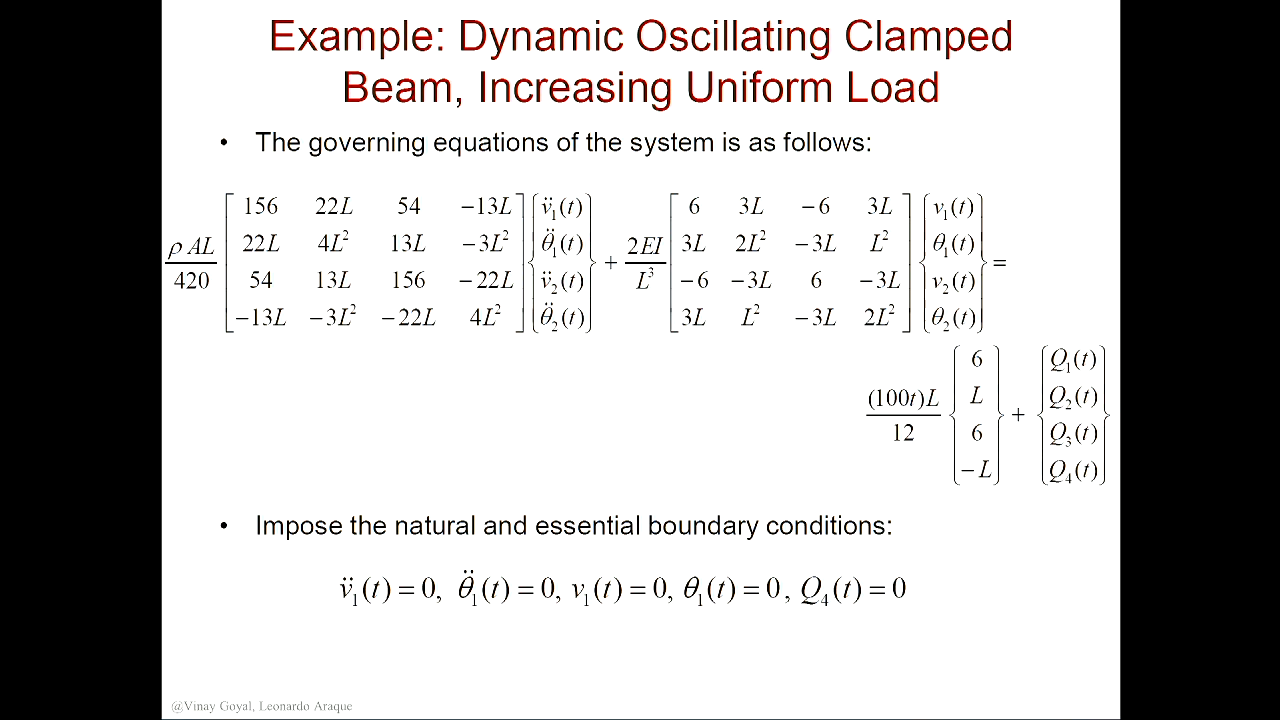 Example: Dynamic Oscillating Clamped
Beam, Increasing Uniform Load
• The governing equations of the system is as follows:
ρAL/420 [156 22L 54 −13L; 22L 4L² 13L −3L²; 54 13L 156 −22L; −13L −3L² −22L 4L²] {v̈₁(t); θ̈₁(t); v̈₂(t); θ̈₂(t)} + 2EI/L³ [6 3L −6 3L; 3L 2L² −3L L²; −6 −3L 6 −3L; 3L L² −3L 2L²] {v₁(t); θ₁(t); v₂(t); θ₂(t)} =
(100t)L/12 {6; L; 6; −L} + {Q₁(t); Q₂(t); Q₃(t); Q₄(t)}
• Impose the natural and essential boundary conditions:
v̈₁(t) = 0, θ̈₁(t) = 0, v₁(t) = 0, θ₁(t) = 0, Q₄(t) = 0
@Vinay Goyal, Leonardo Araque